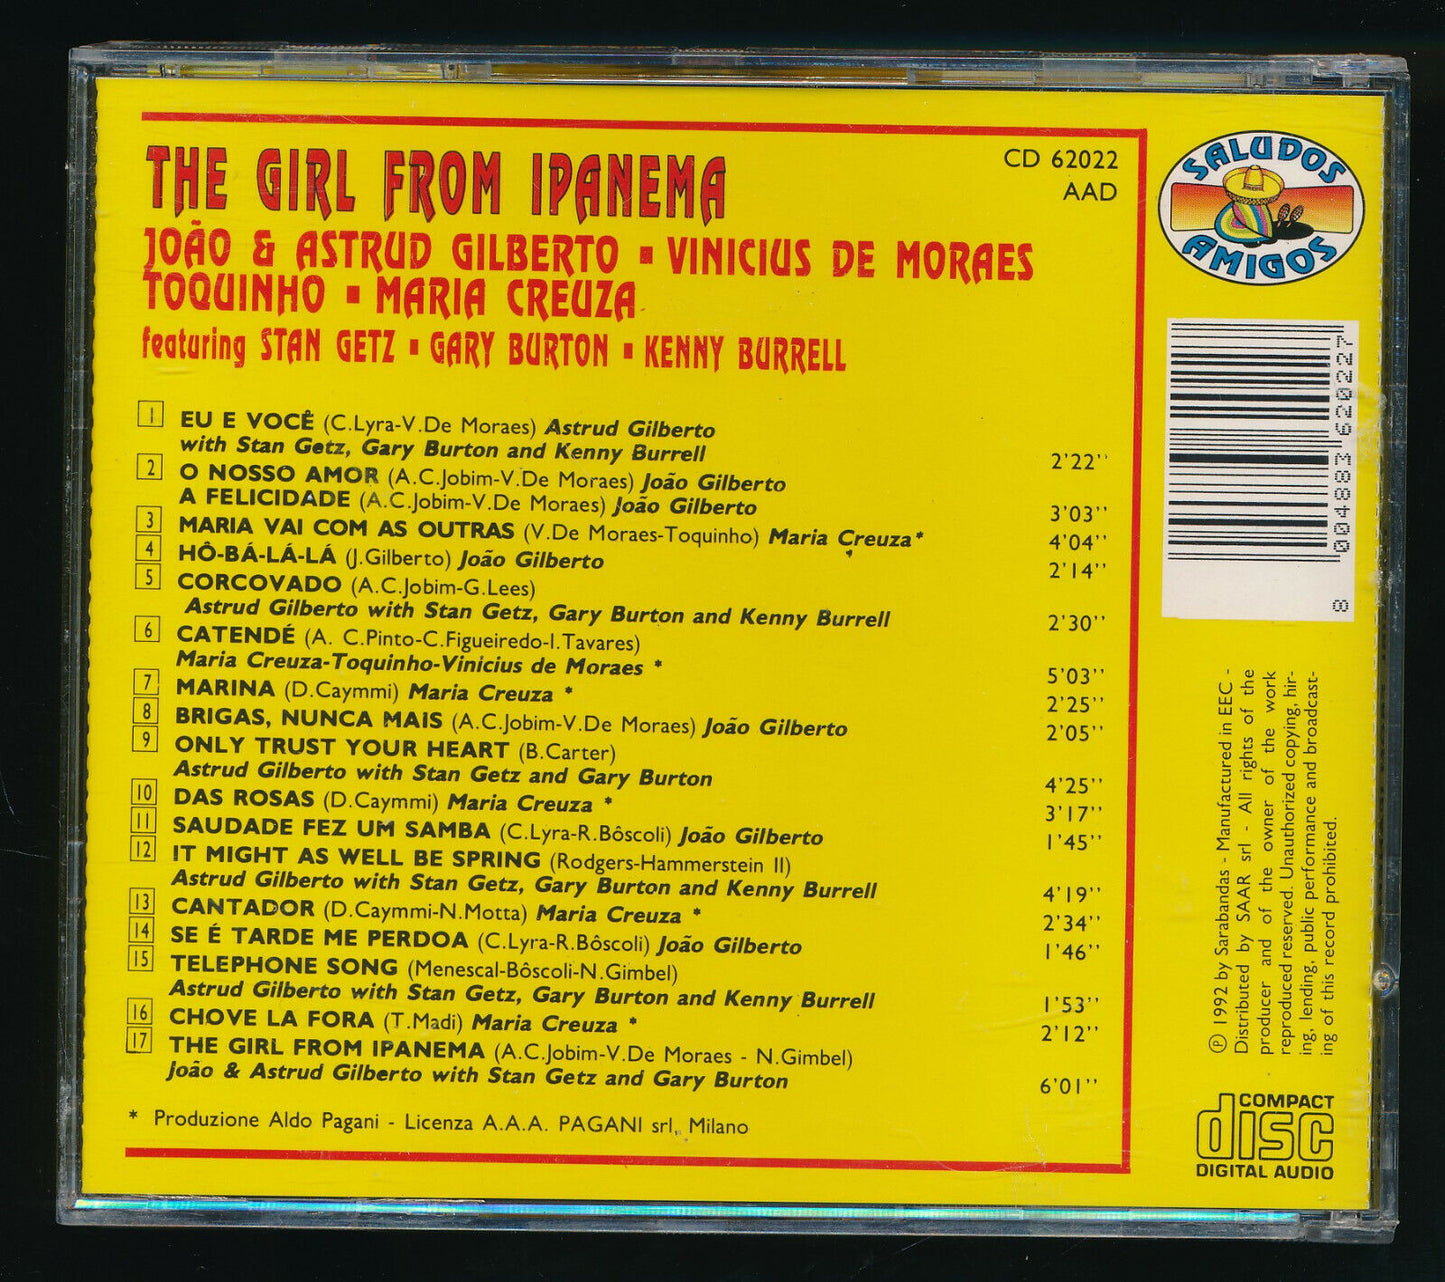 THE GIRL FROM IPANEMA
JOÃO & ASTRUD GILBERTO ▪ VINICIUS DE MORAES
TOQUINHO ▪ MARIA CREUZA
featuring STAN GETZ ▪ GARY BURTON ▪ KENNY BURRELL
CD 62022
AAD
SALUDOS
AMIGOS
1 EU E VOCÊ (C.Lyra-V.De Moraes) Astrud Gilberto
with Stan Getz, Gary Burton and Kenny Burrell 2'22''
2 O NOSSO AMOR (A.C.Jobim-V.De Moraes) João Gilberto
A FELICIDADE (A.C.Jobim-V.De Moraes) João Gilberto 3'03''
3 MARIA VAI COM AS OUTRAS (V.De Moraes-Toquinho) Maria Creuza* 4'04''
4 HÔ-BÁ-LÁ-LÁ (J.Gilberto) João Gilberto 2'14''
5 CORCOVADO (A.C.Jobim-G.Lees)
Astrud Gilberto with Stan Getz, Gary Burton and Kenny Burrell 2'30''
6 CATENDÉ (A. C.Pinto-C.Figueiredo-I.Tavares)
Maria Creuza-Toquinho-Vinicius de Moraes * 5'03''
7 MARINA (D.Caymmi) Maria Creuza * 2'25''
8 BRIGAS, NUNCA MAIS (A.C.Jobim-V.De Moraes) João Gilberto 2'05''
9 ONLY TRUST YOUR HEART (B.Carter)
Astrud Gilberto with Stan Getz and Gary Burton 4'25''
10 DAS ROSAS (D.Caymmi) Maria Creuza * 3'17''
11 SAUDADE FEZ UM SAMBA (C.Lyra-R.Bôscoli) João Gilberto 1'45''
12 IT MIGHT AS WELL BE SPRING (Rodgers-Hammerstein II)
Astrud Gilberto with Stan Getz, Gary Burton and Kenny Burrell 4'19''
13 CANTADOR (D.Caymmi-N.Motta) Maria Creuza * 2'34''
14 SE É TARDE ME PERDOA (C.Lyra-R.Bôscoli) João Gilberto 1'46''
15 TELEPHONE SONG (Menescal-Bôscoli-N.Gimbel)
Astrud Gilberto with Stan Getz, Gary Burton and Kenny Burrell 1'53''
16 CHOVE LA FORA (T.Madi) Maria Creuza * 2'12''
17 THE GIRL FROM IPANEMA (A.C.Jobim-V.De Moraes - N.Gimbel)
João & Astrud Gilberto with Stan Getz and Gary Burton 6'01''
* Produzione Aldo Pagani - Licenza A.A.A. PAGANI srl, Milano
8 004883 620227
℗ 1992 by Sarabandas - Manufactured in EEC -
Distributed by SAAR srl - All rights of the
producer and of the owner of the work
reproduced reserved. Unauthorized copying, hir-
ing, lending, public performance and broadcast-
ing of this record prohibited.
COMPACT
disc
DIGITAL AUDIO